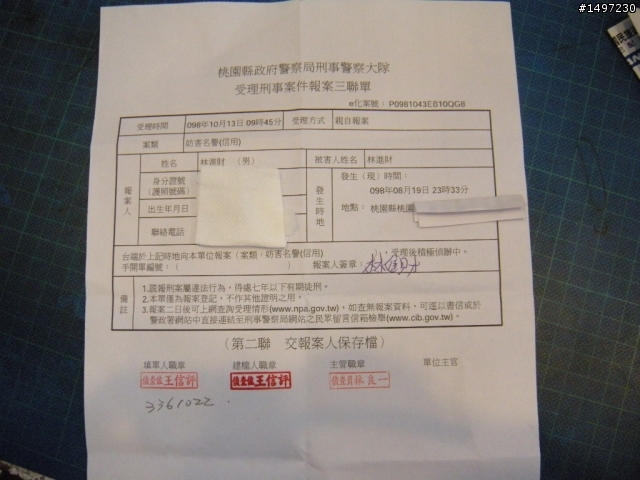 #1497230
桃園縣政府警察局刑事警察大隊
受理刑事案件報案三聯單
e化案號: P0981043EB10QG8
受理時間 098年10月13日 09時45分 受理方式 親自報案
案類 妨害名譽(信用)
報案人 姓名 林進財 (男) 被害人姓名 林進財
身分證號
(護照號碼)
出生年月日
聯絡電話
發生時地 發生(現)時間:
098年08月19日 23時33分
地點: 桃園縣桃園
台端於上記時地向本單位報案(案類:妨害名譽(信用) 受理後積極偵辦中。
手開單編號:( ) 報案人簽章:
備註 1.謊報刑案屬違法行為,得處七年以下有期徒刑。
2.本單僅為報案登記,不作其他證明之用。
3.報案二日後可上網查詢受理情形(www.npa.gov.tw),如查無報案資料,可逕以書信或於
警政署網站中直接連結至刑事警察局網站之民眾留言信箱檢舉(www.cib.gov.tw)。
(第二聯 交報案人保存檔)
填單人職章 建檔人職章 主管職章 單位主官
偵查佐王信評 偵查佐王信評 偵查員林良一
3361022.